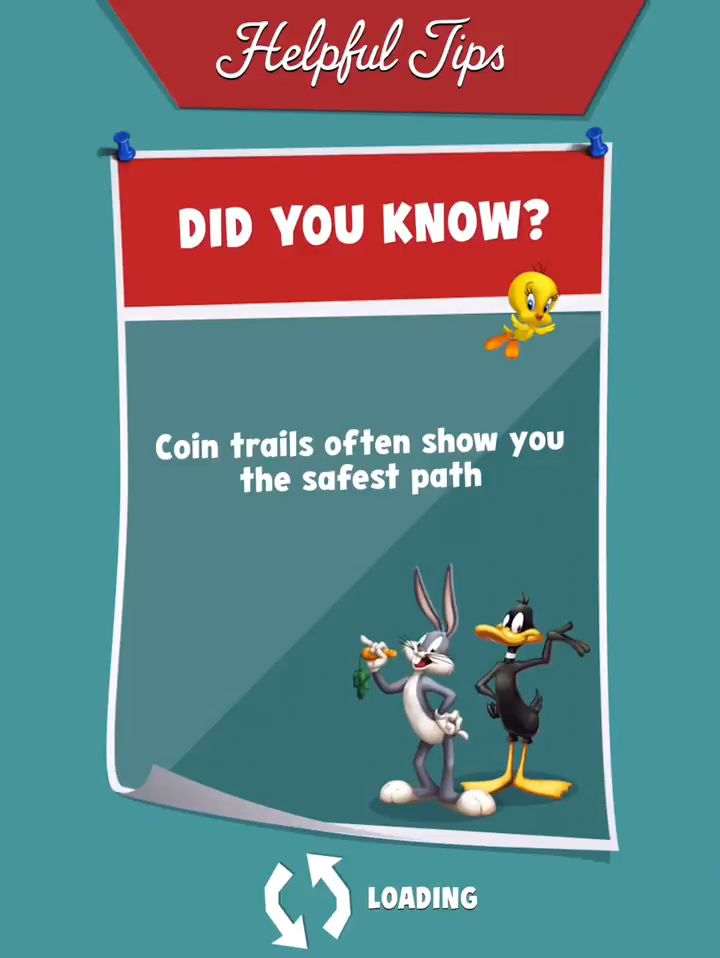 Helpful Tips
DID YOU KNOW?
Coin trails often show you
the safest path
LOADING